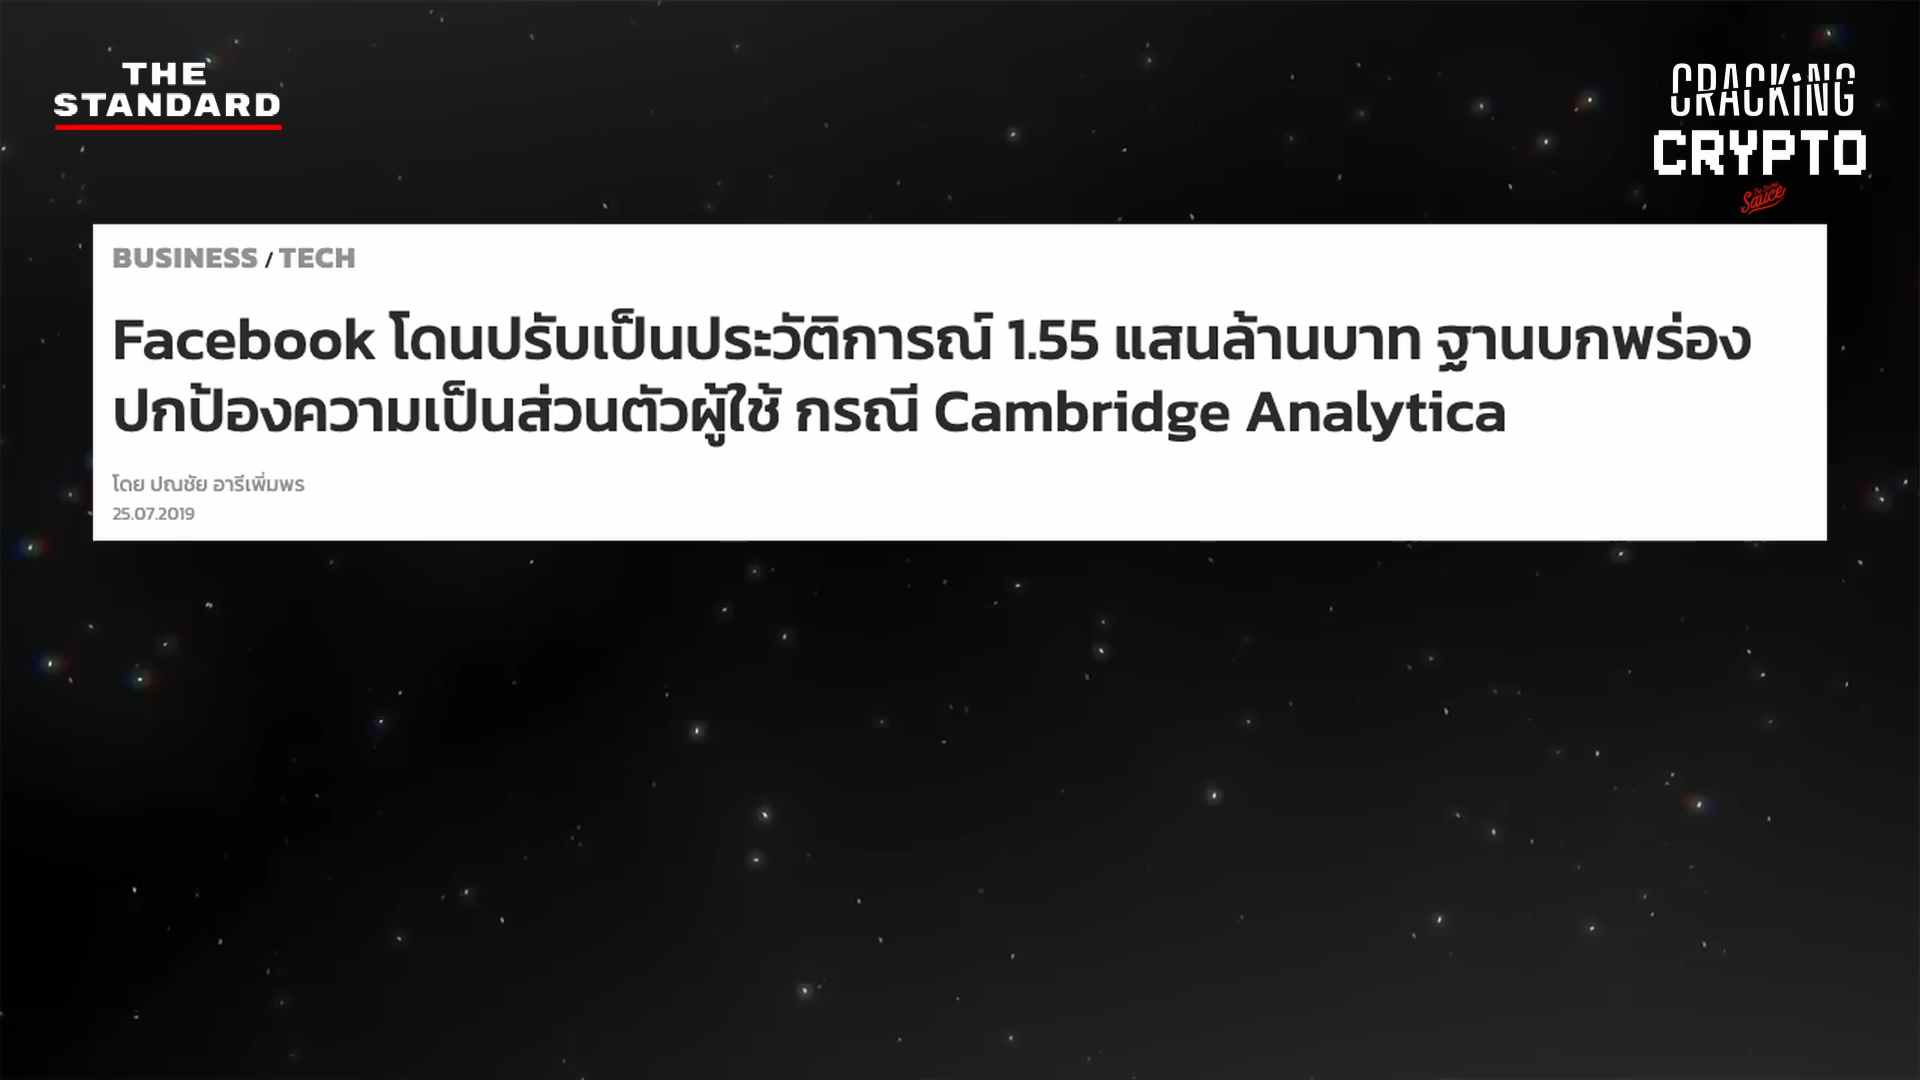 THE
STANDARD
CRACKiNG
CRYPTO
The Secret
Sauce
BUSINESS / TECH
Facebook โดนปรับเป็นประวัติการณ์ 1.55 แสนล้านบาท ฐานบกพร่อง
ปกป้องความเป็นส่วนตัวผู้ใช้ กรณี Cambridge Analytica
โดย ปณชัย อารีเพิ่มพร
25.07.2019